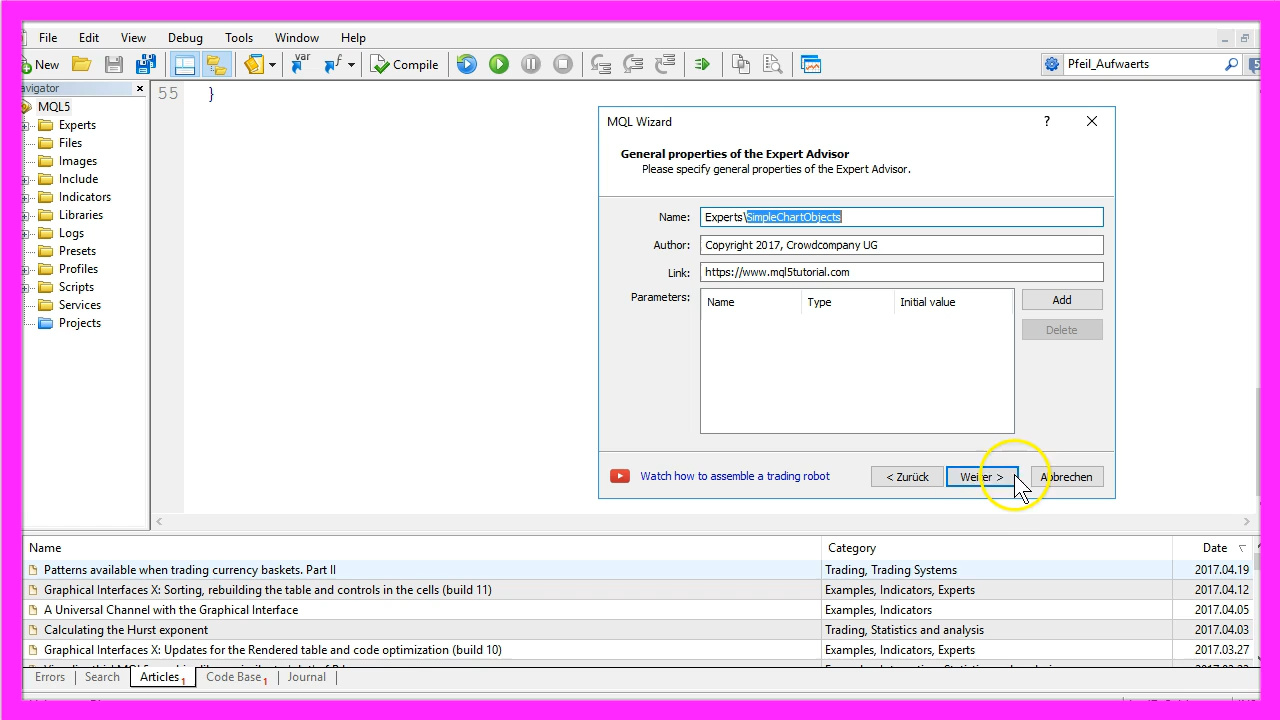 File Edit View Debug Tools Window Help
New var Compile Pfeil_Aufwaerts 5
MQL5
55 }
Experts
Files
Images
Include
Indicators
Libraries
Logs
Presets
Profiles
Scripts
Services
Projects
MQL Wizard ?
General properties of the Expert Advisor
Please specify general properties of the Expert Advisor.
Name: Experts\SimpleChartObjects
Author: Copyright 2017, Crowdcompany UG
Link: https://www.mql5tutorial.com
Parameters: Name Type Initial value Add
Delete
Watch how to assemble a trading robot < Zurück Weiter > Abbrechen
Name Category Date
Patterns available when trading currency baskets. Part II Trading, Trading Systems 2017.04.19
Graphical Interfaces X: Sorting, rebuilding the table and controls in the cells (build 11) Examples, Indicators, Experts 2017.04.12
A Universal Channel with the Graphical Interface Examples, Indicators 2017.04.05
Calculating the Hurst exponent Trading, Statistics and analysis 2017.04.03
Graphical Interfaces X: Updates for the Rendered table and code optimization (build 10) Examples, Indicators, Experts 2017.03.27
Errors Search Articles 1 Code Base 1 Journal